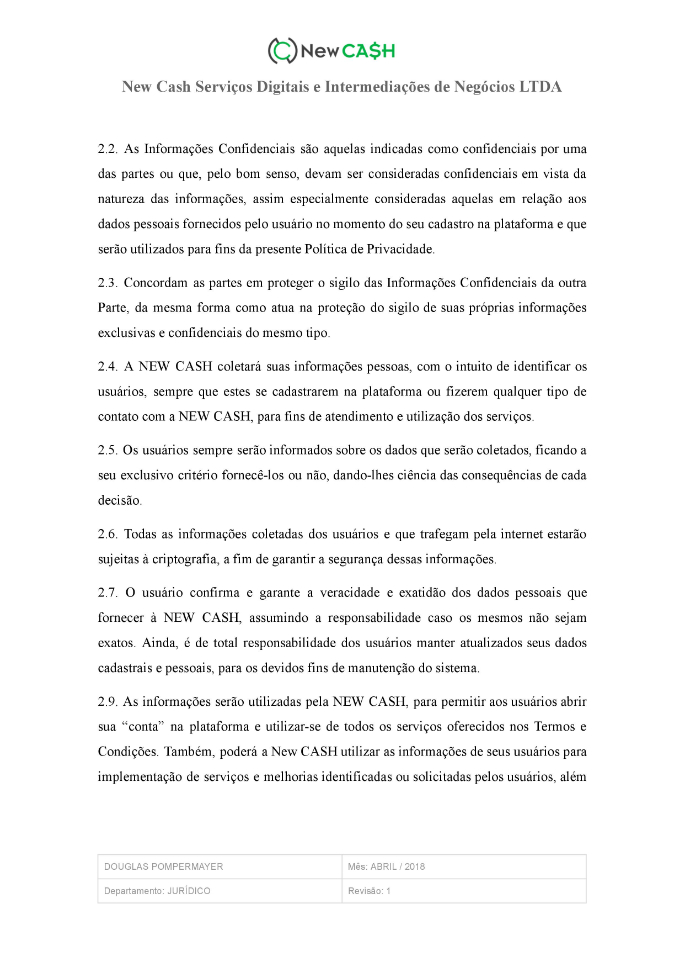 New CA$H
New Cash Serviços Digitais e Intermediações de Negócios LTDA
2.2. As Informações Confidenciais são aquelas indicadas como confidenciais por uma
das partes ou que, pelo bom senso, devam ser consideradas confidenciais em vista da
natureza das informações, assim especialmente consideradas aquelas em relação aos
dados pessoais fornecidos pelo usuário no momento do seu cadastro na plataforma e que
serão utilizados para fins da presente Política de Privacidade.
2.3. Concordam as partes em proteger o sigilo das Informações Confidenciais da outra
Parte, da mesma forma como atua na proteção do sigilo de suas próprias informações
exclusivas e confidenciais do mesmo tipo.
2.4. A NEW CASH coletará suas informações pessoas, com o intuito de identificar os
usuários, sempre que estes se cadastrarem na plataforma ou fizerem qualquer tipo de
contato com a NEW CASH, para fins de atendimento e utilização dos serviços.
2.5. Os usuários sempre serão informados sobre os dados que serão coletados, ficando a
seu exclusivo critério fornecê-los ou não, dando-lhes ciência das consequências de cada
decisão.
2.6. Todas as informações coletadas dos usuários e que trafegam pela internet estarão
sujeitas à criptografia, a fim de garantir a segurança dessas informações.
2.7. O usuário confirma e garante a veracidade e exatidão dos dados pessoais que
fornecer à NEW CASH, assumindo a responsabilidade caso os mesmos não sejam
exatos. Ainda, é de total responsabilidade dos usuários manter atualizados seus dados
cadastrais e pessoais, para os devidos fins de manutenção do sistema.
2.9. As informações serão utilizadas pela NEW CASH, para permitir aos usuários abrir
sua “conta” na plataforma e utilizar-se de todos os serviços oferecidos nos Termos e
Condições. Também, poderá a New CASH utilizar as informações de seus usuários para
implementação de serviços e melhorias identificadas ou solicitadas pelos usuários, além
DOUGLAS POMPERMAYER
Mês: ABRIL / 2018
Departamento: JURÍDICO
Revisão: 1